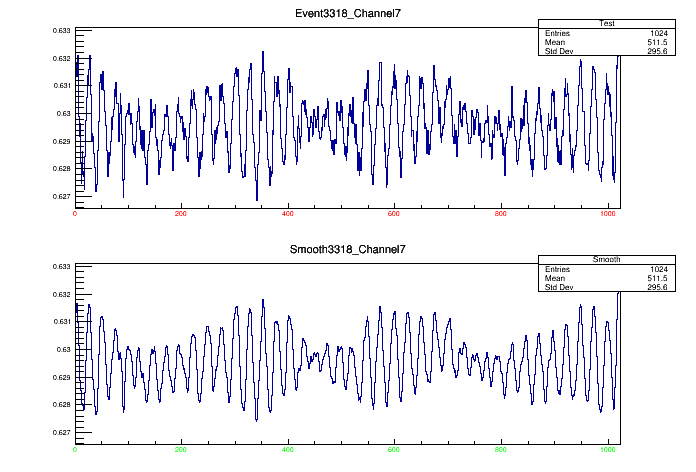 Event3318_Channel7
Test
Entries 1024
Mean 511.5
Std Dev 295.6
0.633
0.632
0.631
0.63
0.629
0.628
0.627
0 200 400 600 800 1000
Smooth3318_Channel7
Smooth
Entries 1024
Mean 511.5
Std Dev 295.6
0.633
0.632
0.631
0.63
0.629
0.628
0.627
0 200 400 600 800 1000